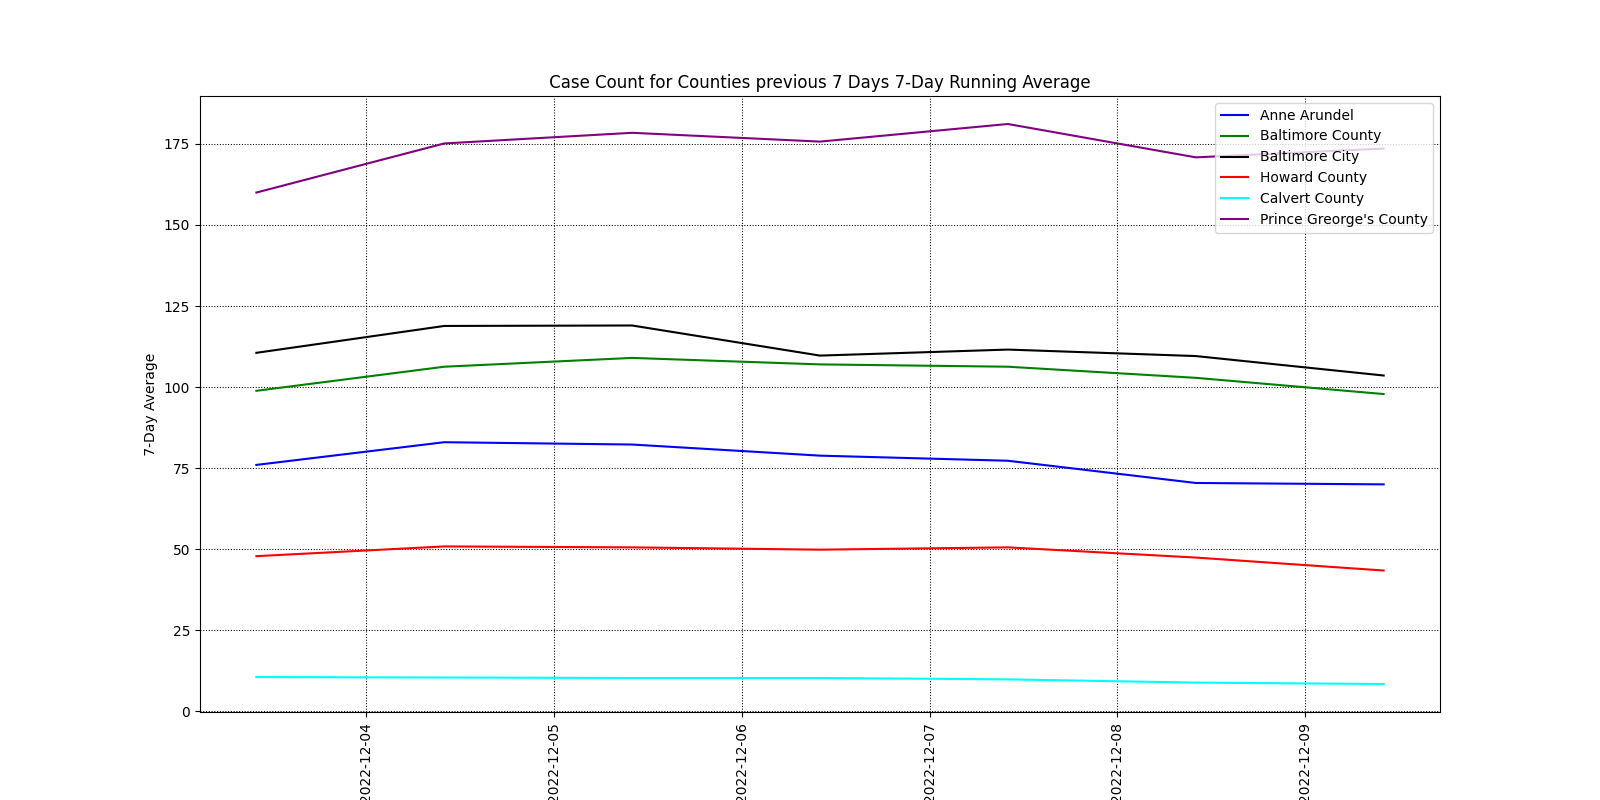 Case Count for Counties previous 7 Days 7-Day Running Average
Anne Arundel
Baltimore County
Baltimore City
Howard County
Calvert County
Prince Greorge's County
7-Day Average
175
150
125
100
75
50
25
0
2022-12-04
2022-12-05
2022-12-06
2022-12-07
2022-12-08
2022-12-09